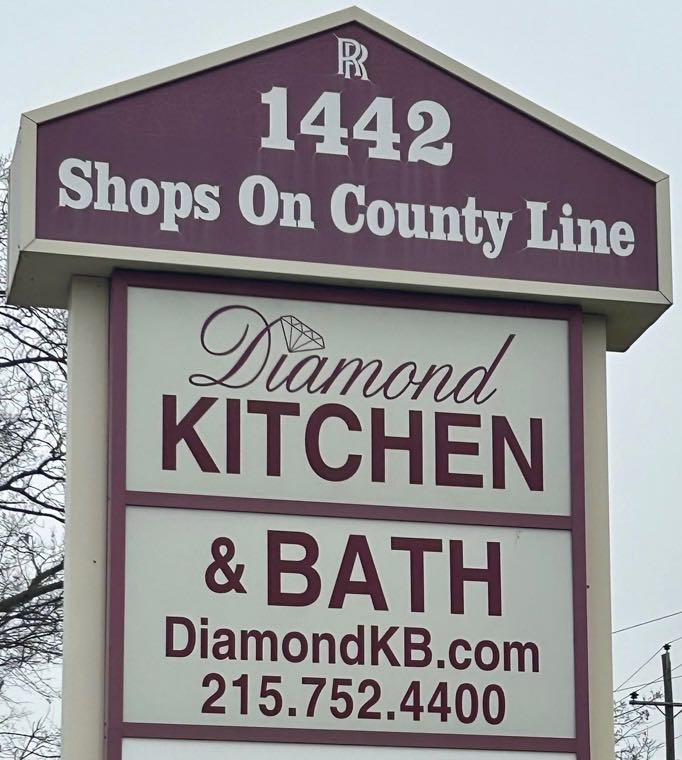 RR
1442
Shops On County Line
Diamond
KITCHEN
& BATH
DiamondKB.com
215.752.4400